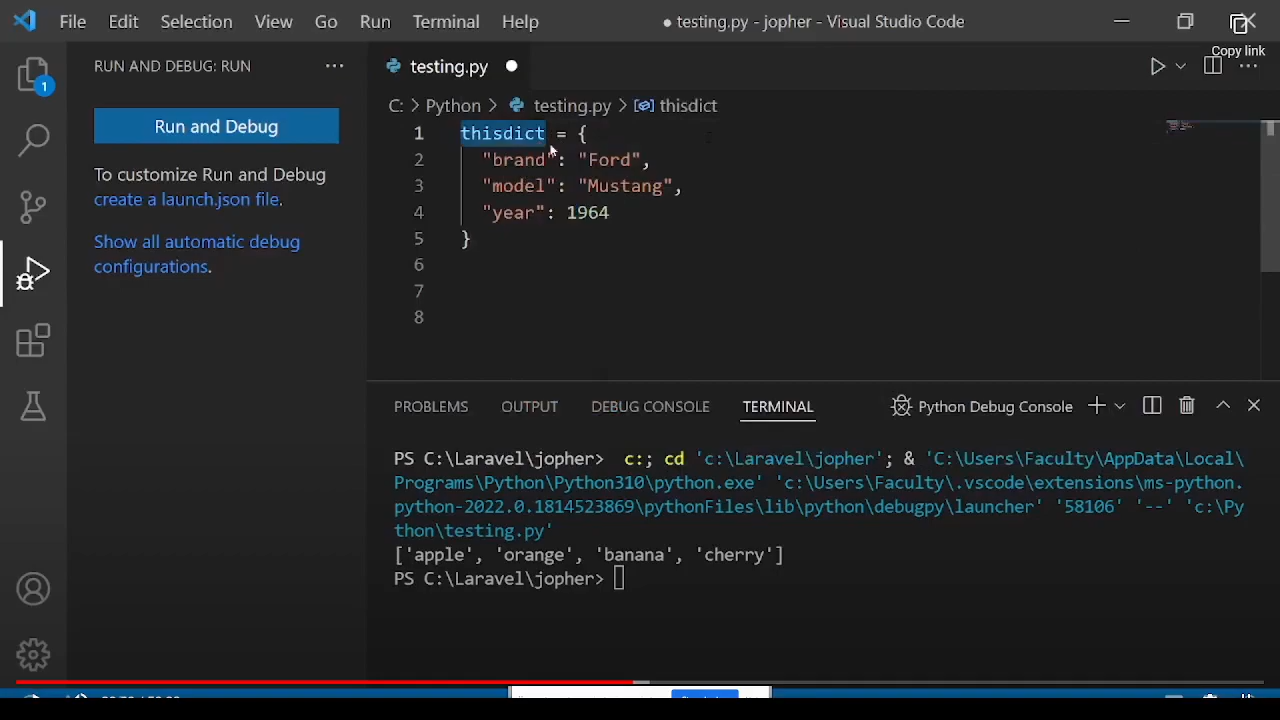 File Edit Selection View Go Run Terminal Help ● testing.py - jopher - Visual Studio Code
Copy link
RUN AND DEBUG: RUN ···
testing.py
C: > Python > testing.py > thisdict
Run and Debug
To customize Run and Debug
create a launch.json file.
Show all automatic debug
configurations.
1
1 thisdict = {
2 "brand": "Ford",
3 "model": "Mustang",
4 "year": 1964
5 }
6
7
8
PROBLEMS OUTPUT DEBUG CONSOLE TERMINAL Python Debug Console
PS C:\Laravel\jopher> c:; cd 'c:\Laravel\jopher'; & 'C:\Users\Faculty\AppData\Local\
Programs\Python\Python310\python.exe' 'c:\Users\Faculty\.vscode\extensions\ms-python.
python-2022.0.1814523869\pythonFiles\lib\python\debugpy\launcher' '58106' '--' 'c:\Py
thon\testing.py'
['apple', 'orange', 'banana', 'cherry']
PS C:\Laravel\jopher>